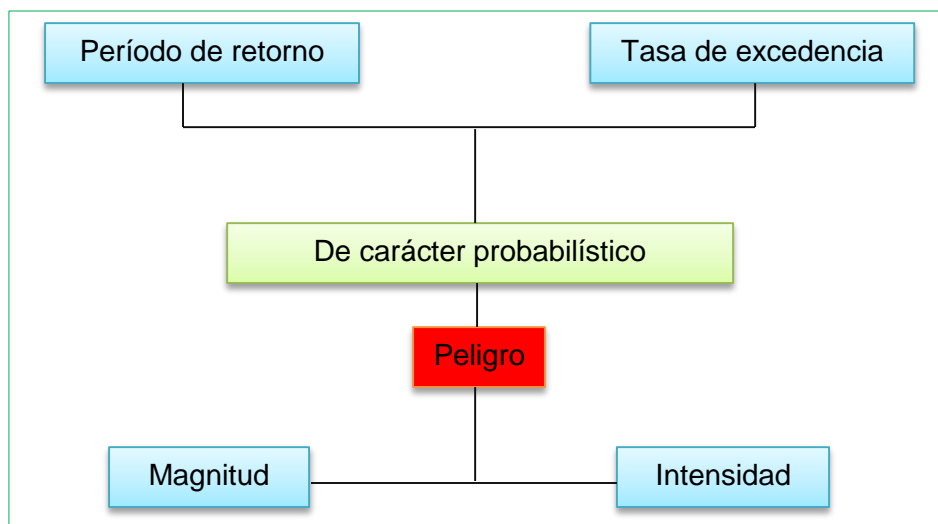 Período de retorno
Tasa de excedencia
De carácter probabilístico
Peligro
Magnitud
Intensidad